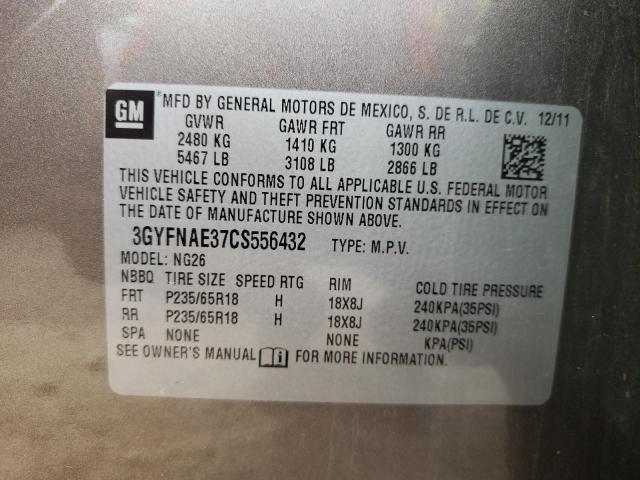 GM
MFD BY GENERAL MOTORS DE MEXICO, S. DE R.L. DE C.V. 12/11
GVWR GAWR FRT GAWR RR
2480 KG 1410 KG 1300 KG
5467 LB 3108 LB 2866 LB
THIS VEHICLE CONFORMS TO ALL APPLICABLE U.S. FEDERAL MOTOR
VEHICLE SAFETY AND THEFT PREVENTION STANDARDS IN EFFECT ON
THE DATE OF MANUFACTURE SHOWN ABOVE.
3GYFNAE37CS556432 TYPE: M.P.V.
MODEL: NG26
NBBQ TIRE SIZE SPEED RTG RIM COLD TIRE PRESSURE
FRT P235/65R18 H 18X8J 240KPA(35PSI)
RR P235/65R18 H 18X8J 240KPA(35PSI)
SPA NONE NONE KPA(PSI)
SEE OWNER'S MANUAL FOR MORE INFORMATION.